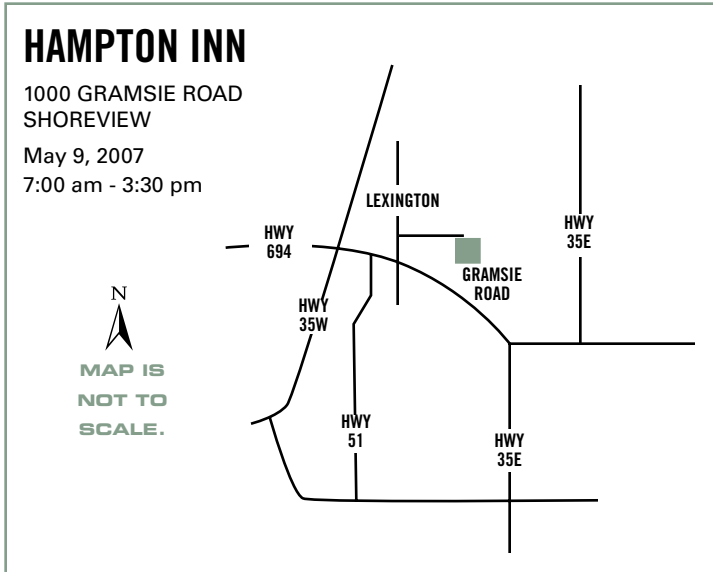 HAMPTON INN
1000 GRAMSIE ROAD
SHOREVIEW
May 9, 2007
7:00 am - 3:30 pm
LEXINGTON
HWY
35E
HWY
694
GRAMSIE
ROAD
N
HWY
35W
MAP IS
NOT TO
SCALE.
HWY
51
HWY
35E